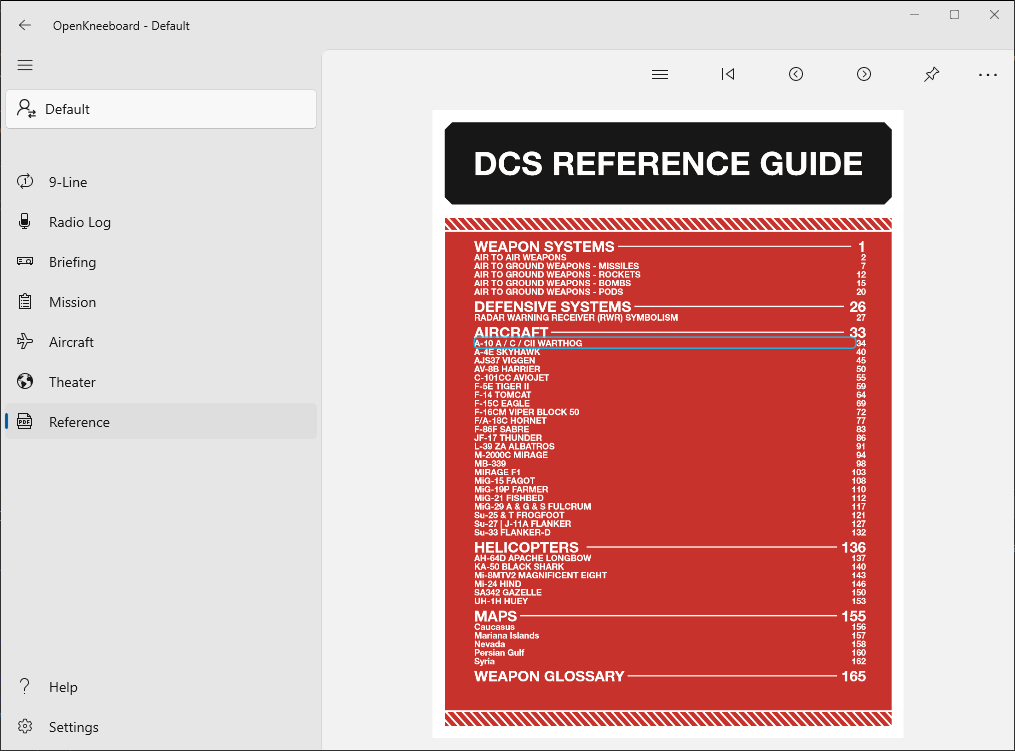 OpenKneeboard - Default
Default
9-Line
Radio Log
Briefing
Mission
Aircraft
Theater
Reference
Help
Settings
DCS REFERENCE GUIDE
WEAPON SYSTEMS 1
AIR TO AIR WEAPONS 2
AIR TO GROUND WEAPONS - MISSILES 7
AIR TO GROUND WEAPONS - ROCKETS 12
AIR TO GROUND WEAPONS - BOMBS 15
AIR TO GROUND WEAPONS - PODS 20
DEFENSIVE SYSTEMS 26
RADAR WARNING RECEIVER (RWR) SYMBOLISM 27
AIRCRAFT 33
A-10 A / C / CII WARTHOG 34
A-4E SKYHAWK 40
AJS37 VIGGEN 45
AV-8B HARRIER 50
C-101CC AVIOJET 55
F-5E TIGER II 59
F-14 TOMCAT 64
F-15C EAGLE 69
F-16CM VIPER BLOCK 50 72
F/A-18C HORNET 77
F-86F SABRE 83
JF-17 THUNDER 86
L-39 ZA ALBATROS 91
M-2000C MIRAGE 94
MB-339 98
MIRAGE F1 103
MiG-15 FAGOT 108
MiG-19P FARMER 110
MiG-21 FISHBED 112
MiG-29 A & G & S FULCRUM 117
Su-25 & T FROGFOOT 121
Su-27 | J-11A FLANKER 127
Su-33 FLANKER-D 132
HELICOPTERS 136
AH-64D APACHE LONGBOW 137
KA-50 BLACK SHARK 140
Mi-8MTV2 MAGNIFICENT EIGHT 143
Mi-24 HIND 146
SA342 GAZELLE 150
UH-1H HUEY 153
MAPS 155
Caucasus 156
Mariana Islands 157
Nevada 158
Persian Gulf 160
Syria 162
WEAPON GLOSSARY 165